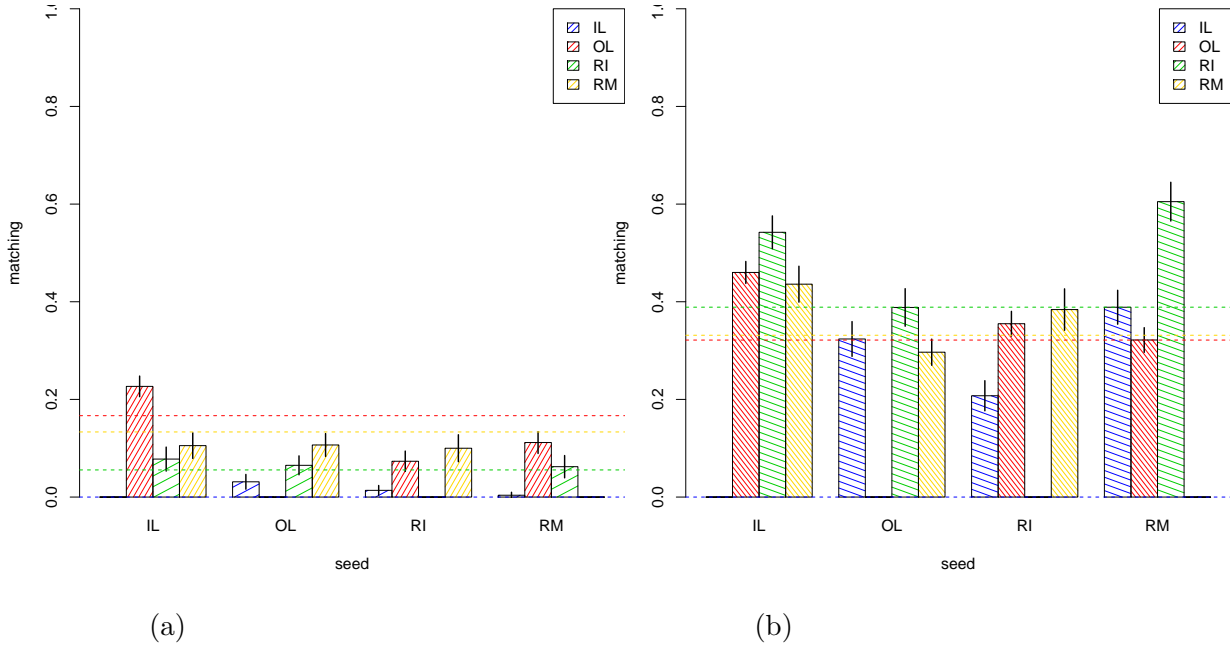 1.0
0.8
0.6
0.4
0.2
0.0
matching
IL
OL
RI
RM
IL
OL
RI
RM
seed
(a)
1.0
0.8
0.6
0.4
0.2
0.0
matching
IL
OL
RI
RM
IL
OL
RI
RM
seed
(b)